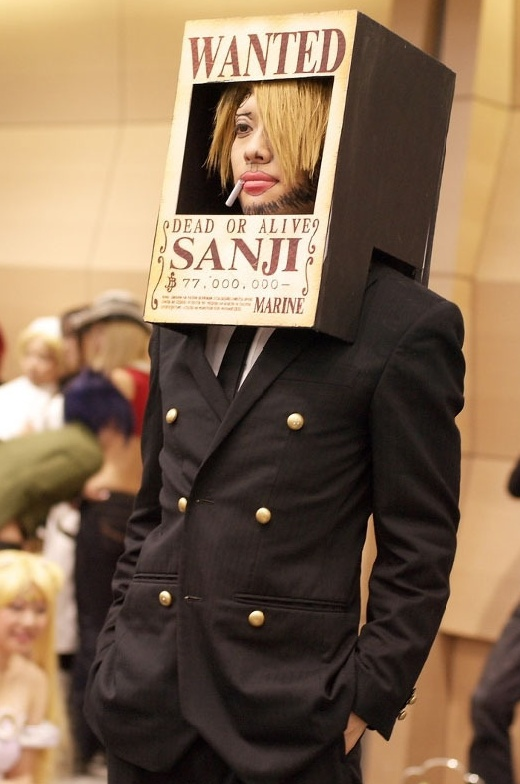 WANTED
DEAD OR ALIVE
SANJI
77.000.000-
MARINE